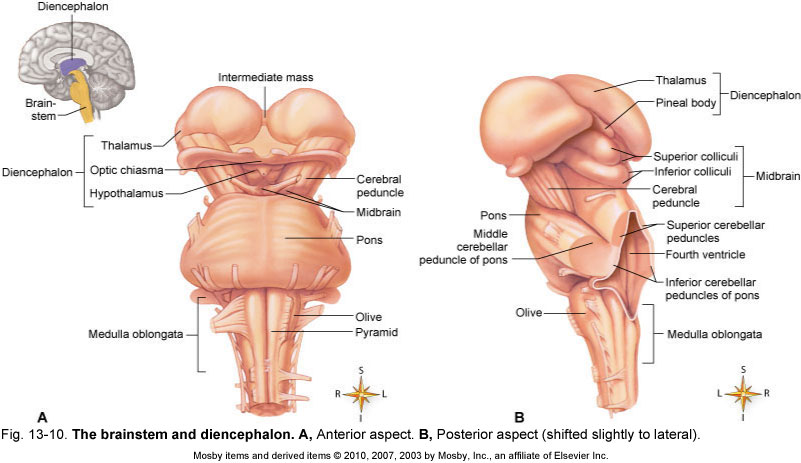 Diencephalon
Brain-
stem
Intermediate mass
Thalamus
Diencephalon
Optic chiasma
Hypothalamus
Cerebral
peduncle
Midbrain
Pons
Medulla oblongata
Olive
Pyramid
S
R
L
I
A
Thalamus
Pineal body
Diencephalon
Superior colliculi
Inferior colliculi
Midbrain
Cerebral
peduncle
Pons
Middle
cerebellar
peduncle of pons
Superior cerebellar
peduncles
Fourth ventricle
Inferior cerebellar
peduncles of pons
Olive
Medulla oblongata
S
L
R
I
B
Fig. 13-10. The brainstem and diencephalon. A, Anterior aspect. B, Posterior aspect (shifted slightly to lateral).
Mosby items and derived items © 2010, 2007, 2003 by Mosby, Inc., an affiliate of Elsevier Inc.